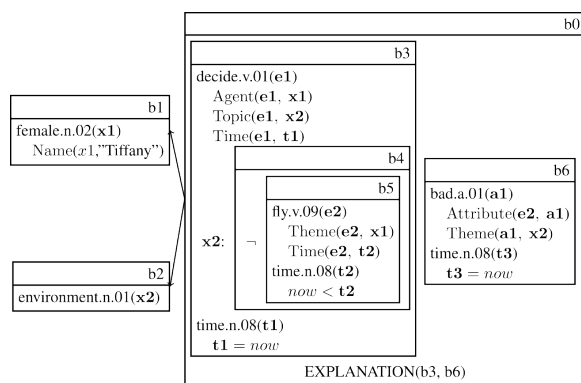 b0
b3
decide.v.01(e1)
Agent(e1, x1)
Topic(e1, x2)
Time(e1, t1)
b4
b5
fly.v.09(e2)
Theme(e2, x1)
Time(e2, t2)
time.n.08(t2)
now < t2
x2:
¬
time.n.08(t1)
t1 = now
b1
female.n.02(x1)
Name(x1,"Tiffany")
b2
environment.n.01(x2)
b6
bad.a.01(a1)
Attribute(e2, a1)
Theme(a1, x2)
time.n.08(t3)
t3 = now
EXPLANATION(b3, b6)